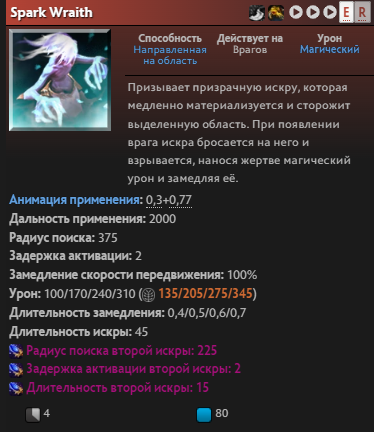 Spark Wraith
E R
Способность Действует на Урон
Направленная Врагов Магический
на область
Призывает призрачную искру, которая
медленно материализуется и сторожит
выделенную область. При появлении
врага искра бросается на него и
взрывается, нанося жертве магический
урон и замедляя её.
Анимация применения: 0,3+0,77
Дальность применения: 2000
Радиус поиска: 375
Задержка активации: 2
Замедление скорости передвижения: 100%
Урон: 100/170/240/310 (135/205/275/345)
Длительность замедления: 0,4/0,5/0,6/0,7
Длительность искры: 45
Радиус поиска второй искры: 225
Задержка активации второй искры: 2
Длительность второй искры: 15
4 80